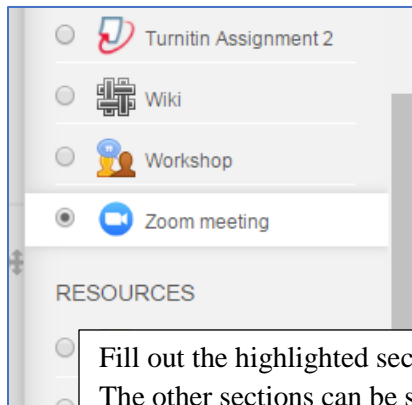 Turnitin Assignment 2
Wiki
Workshop
Zoom meeting
RESOURCES
Fill out the highlighted sec
The other sections can be s